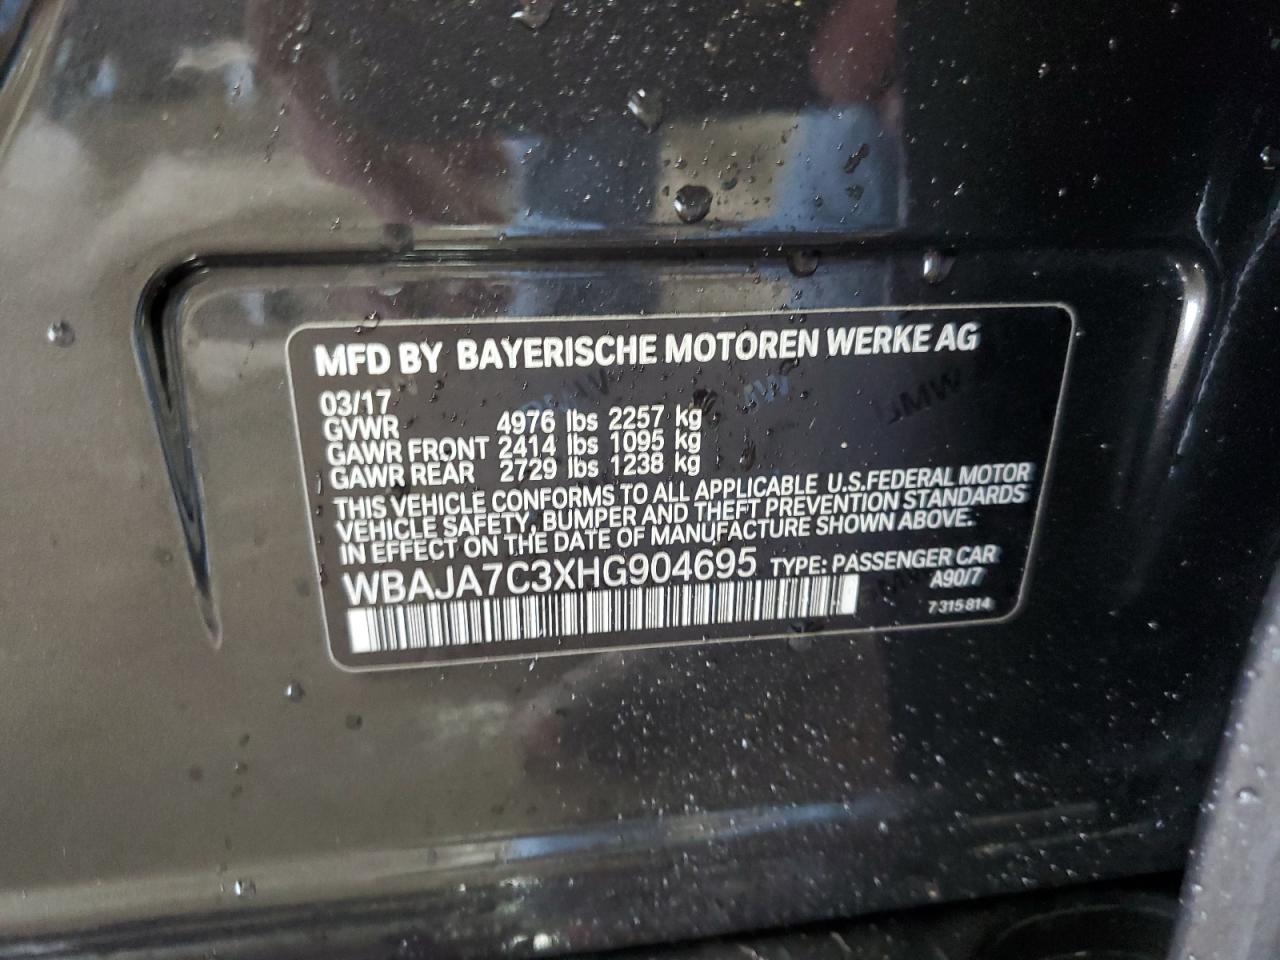 MFD BY BAYERISCHE MOTOREN WERKE AG
03/17
GVWR 4976 lbs 2257 kg
GAWR FRONT 2414 lbs 1095 kg
GAWR REAR 2729 lbs 1238 kg
THIS VEHICLE CONFORMS TO ALL APPLICABLE U.S.FEDERAL MOTOR
VEHICLE SAFETY, BUMPER AND THEFT PREVENTION STANDARDS
IN EFFECT ON THE DATE OF MANUFACTURE SHOWN ABOVE.
WBAJA7C3XHG904695 TYPE: PASSENGER CAR
A90/7
7 315 814
BMW